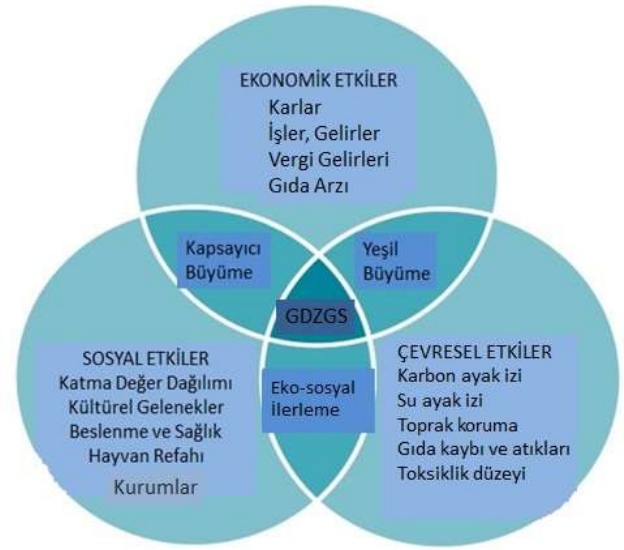 EKONOMİK ETKİLER
Karlar
İşler, Gelirler
Vergi Gelirleri
Gıda Arzı
Kapsayıcı
Büyüme
Yeşil
Büyüme
GDZGS
SOSYAL ETKİLER
Katma Değer Dağılımı
Kültürel Gelenekler
Beslenme ve Sağlık
Hayvan Refahı
Kurumlar
Eko-sosyal
İlerleme
ÇEVRESEL ETKİLER
Karbon ayak izi
Su ayak izi
Toprak koruma
Gıda kaybı ve atıkları
Toksiklik düzeyi